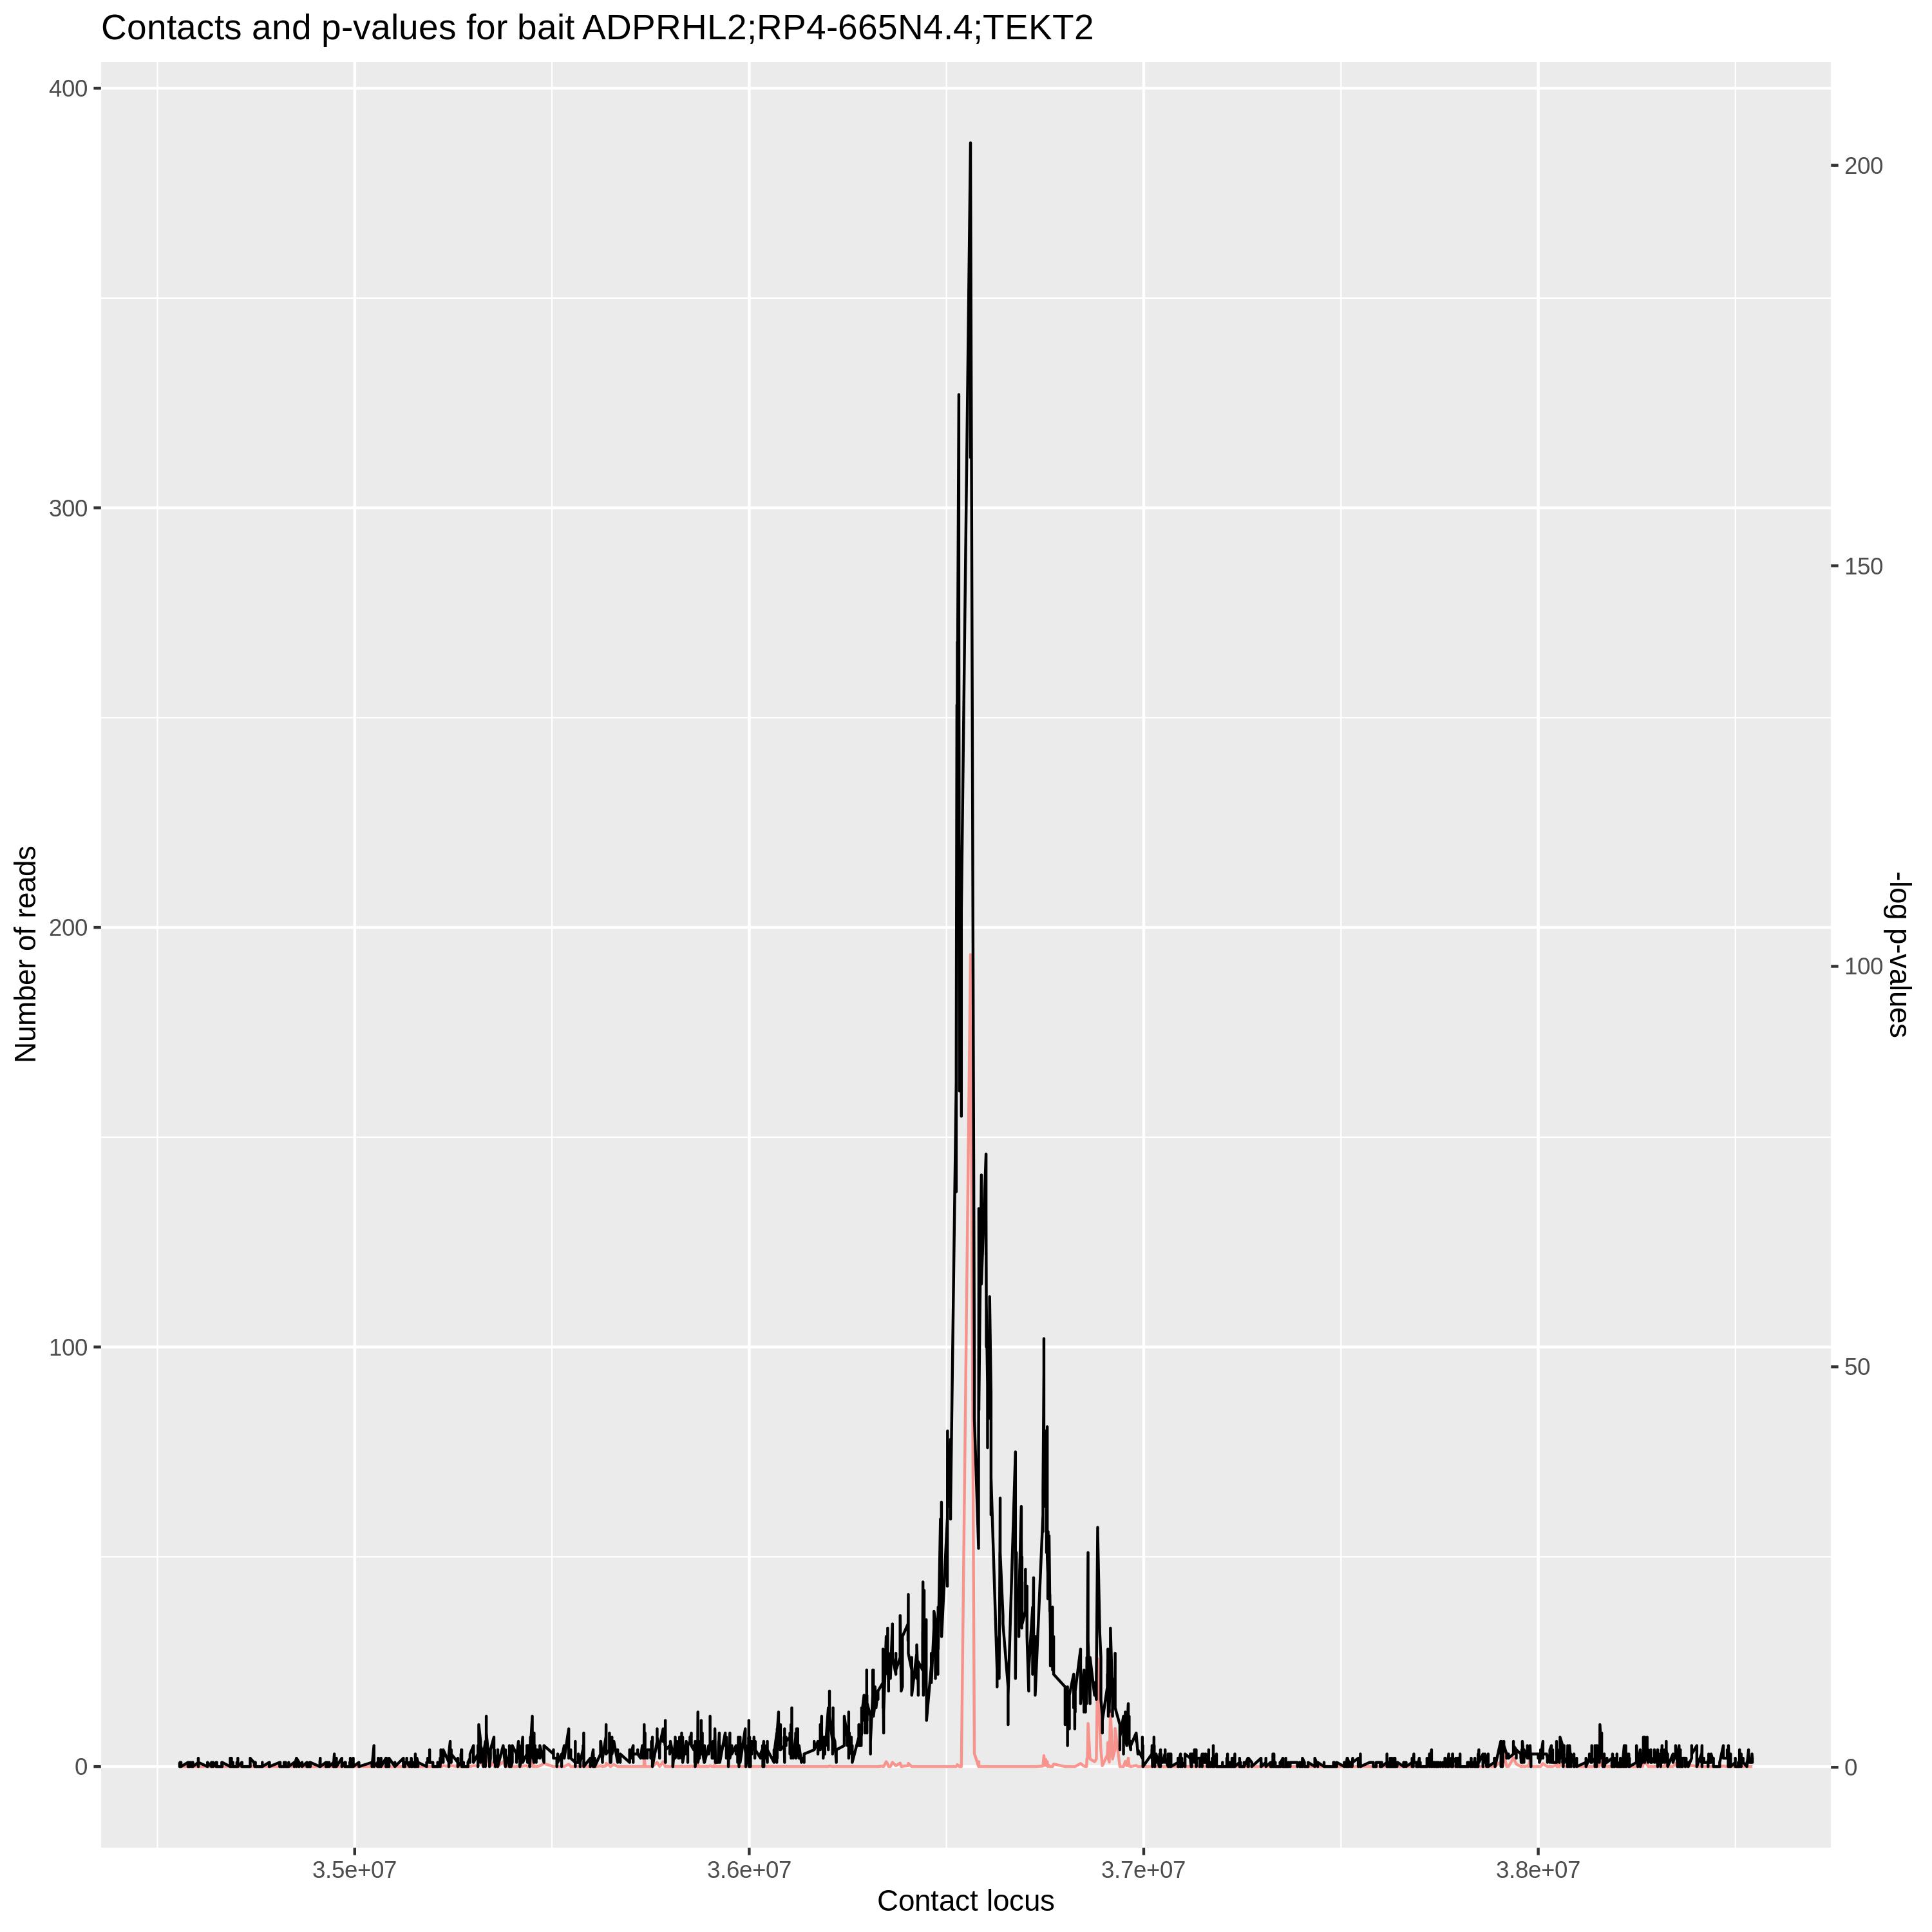 Contacts and p-values for bait ADPRHL2;RP4-665N4.4;TEKT2
400
300
200
100
0
Number of reads
200
150
100
50
0
-log p-values
3.5e+07
3.6e+07
3.7e+07
3.8e+07
Contact locus